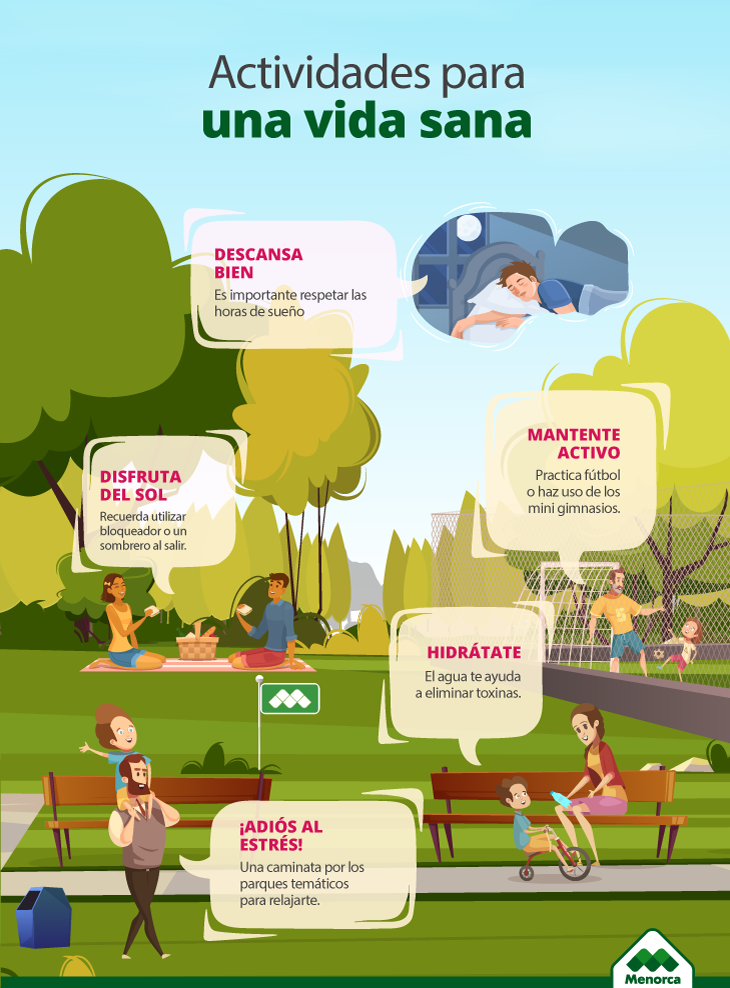 Actividades para
una vida sana
DESCANSA
BIEN
Es importante respetar las
horas de sueño
MANTENTE
ACTIVO
Practica fútbol
o haz uso de los
mini gimnasios.
DISFRUTA
DEL SOL
Recuerda utilizar
bloqueador o un
sombrero al salir.
HIDRÁTATE
El agua te ayuda
a eliminar toxinas.
¡ADIÓS AL
ESTRÉS!
Una caminata por los
parques temáticos
para relajarte.
Menorca